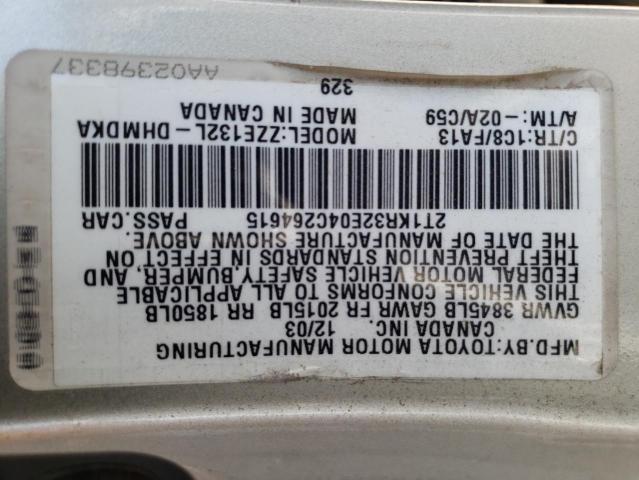 MFD.BY:TOYOTA MOTOR MANUFACTURING
CANADA INC. 12/03
GVWR 3845LB GAWR FR 2015LB RR 1850LB
THIS VEHICLE CONFORMS TO ALL APPLICABLE
FEDERAL MOTOR VEHICLE SAFETY,BUMPER, AND
THEFT PREVENTION STANDARDS IN EFFECT ON
THE DATE OF MANUFACTURE SHOWN ABOVE.
2T1KR32E04C264615 PASS.CAR
C/TR:1C8/FA13 MODEL:ZZE132L-DHMDKA
A/TM:-02A/C59 MADE IN CANADA
329
AA02398337